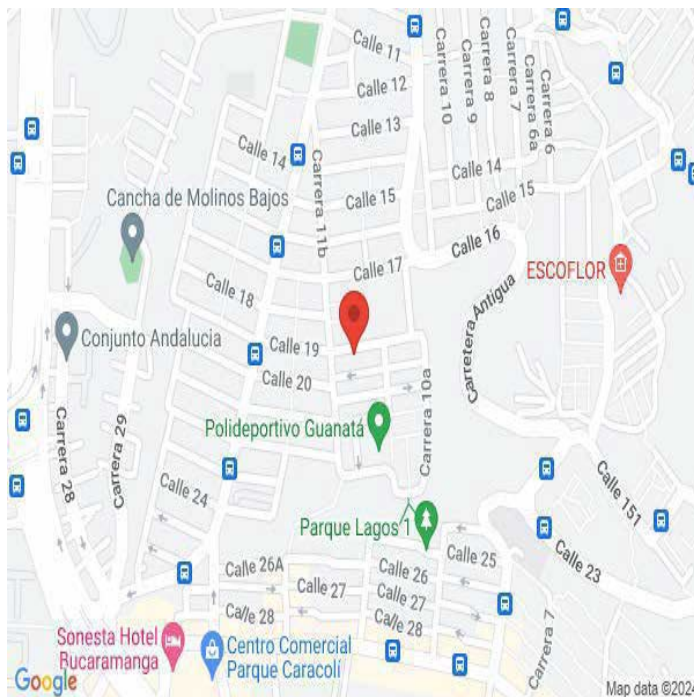 Calle 11
Carrera 6
Carrera 6a
Carrera 7
Carrera 8
Carrera 9
Carrera 10
Calle 12
Calle 13
Calle 14
Calle 14
Carrera 11b
Calle 15
Calle 15
Cancha de Molinos Bajos
Calle 16
Calle 17
ESCOFLOR
Carretera Antigua
Calle 18
Conjunto Andalucia
Calle 19
Calle 20
Carrera 10a
Polideportivo Guanatá
Carrera 28
Carrera 29
Calle 24
Calle 151
Parque Lagos 1
Calle 25
Calle 23
Calle 26A
Calle 26
Calle 27
Calle 27
Calle 28
Calle 28
Carrera 7
Sonesta Hotel
Bucaramanga
Centro Comercial
Parque Caracolí
Google
Map data ©2024